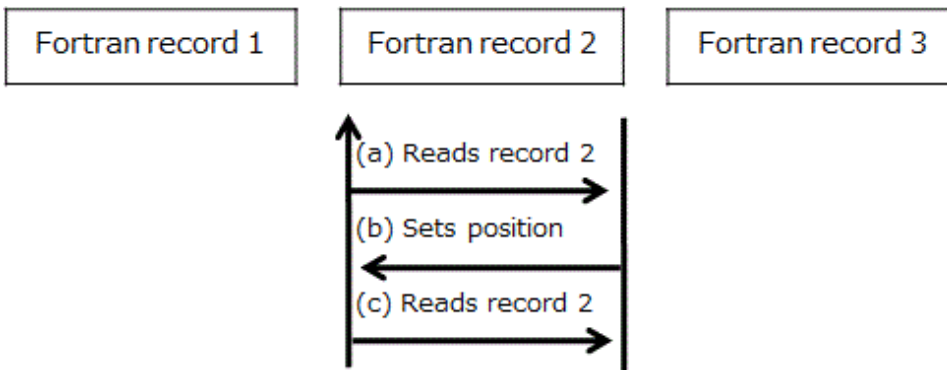 Fortran record 1
Fortran record 2
Fortran record 3
(a) Reads record 2
(b) Sets position
(c) Reads record 2